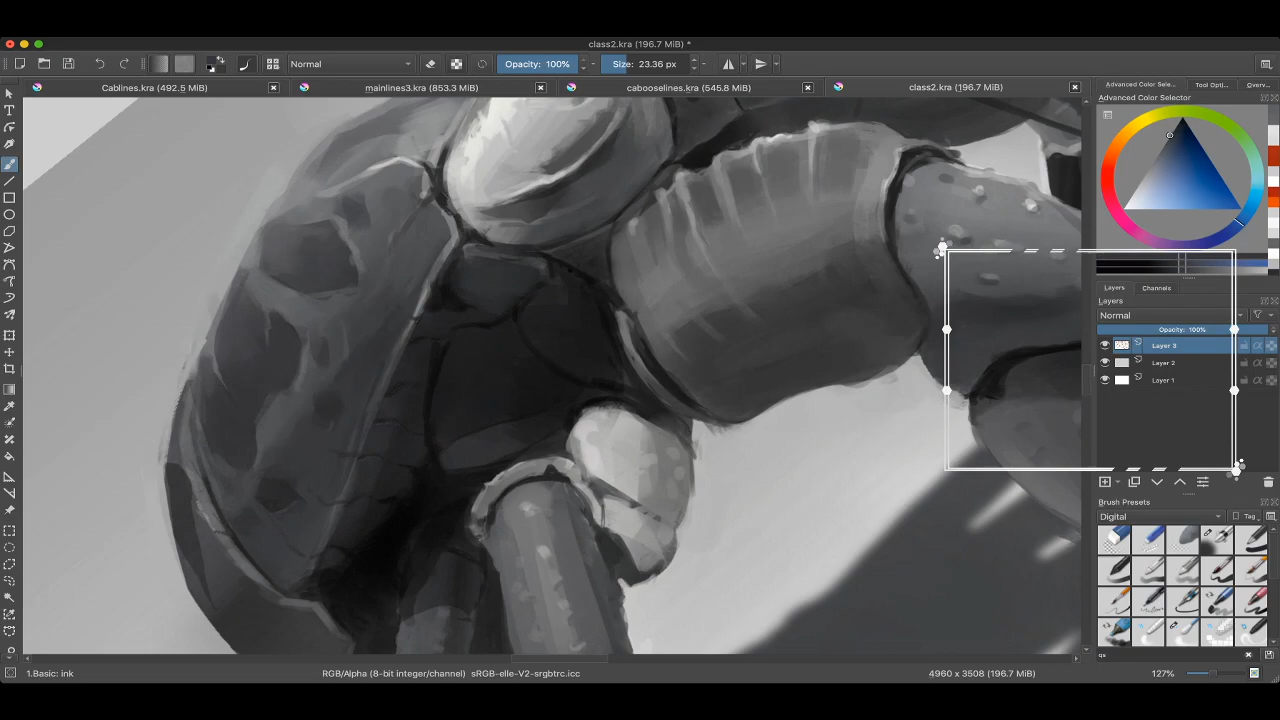 class2.kra (196.7 MiB) *
Normal
Opacity: 100%
Size: 23.36 px
Cablines.kra (492.5 MiB)
mainlines3.kra (853.3 MiB)
cabooselines.kra (545.8 MiB)
class2.kra (196.7 MiB)
Advanced Color Sele...
Tool Opti...
Overv...
Advanced Color Selector
Layers
Channels
Layers
Normal
Opacity: 100%
Layer 3
Layer 2
Layer 1
Brush Presets
Digital
Tag
qs
1.Basic: ink
RGB/Alpha (8-bit integer/channel) sRGB-elle-V2-srgbtrc.icc
4960 x 3508 (196.7 MiB)
127%